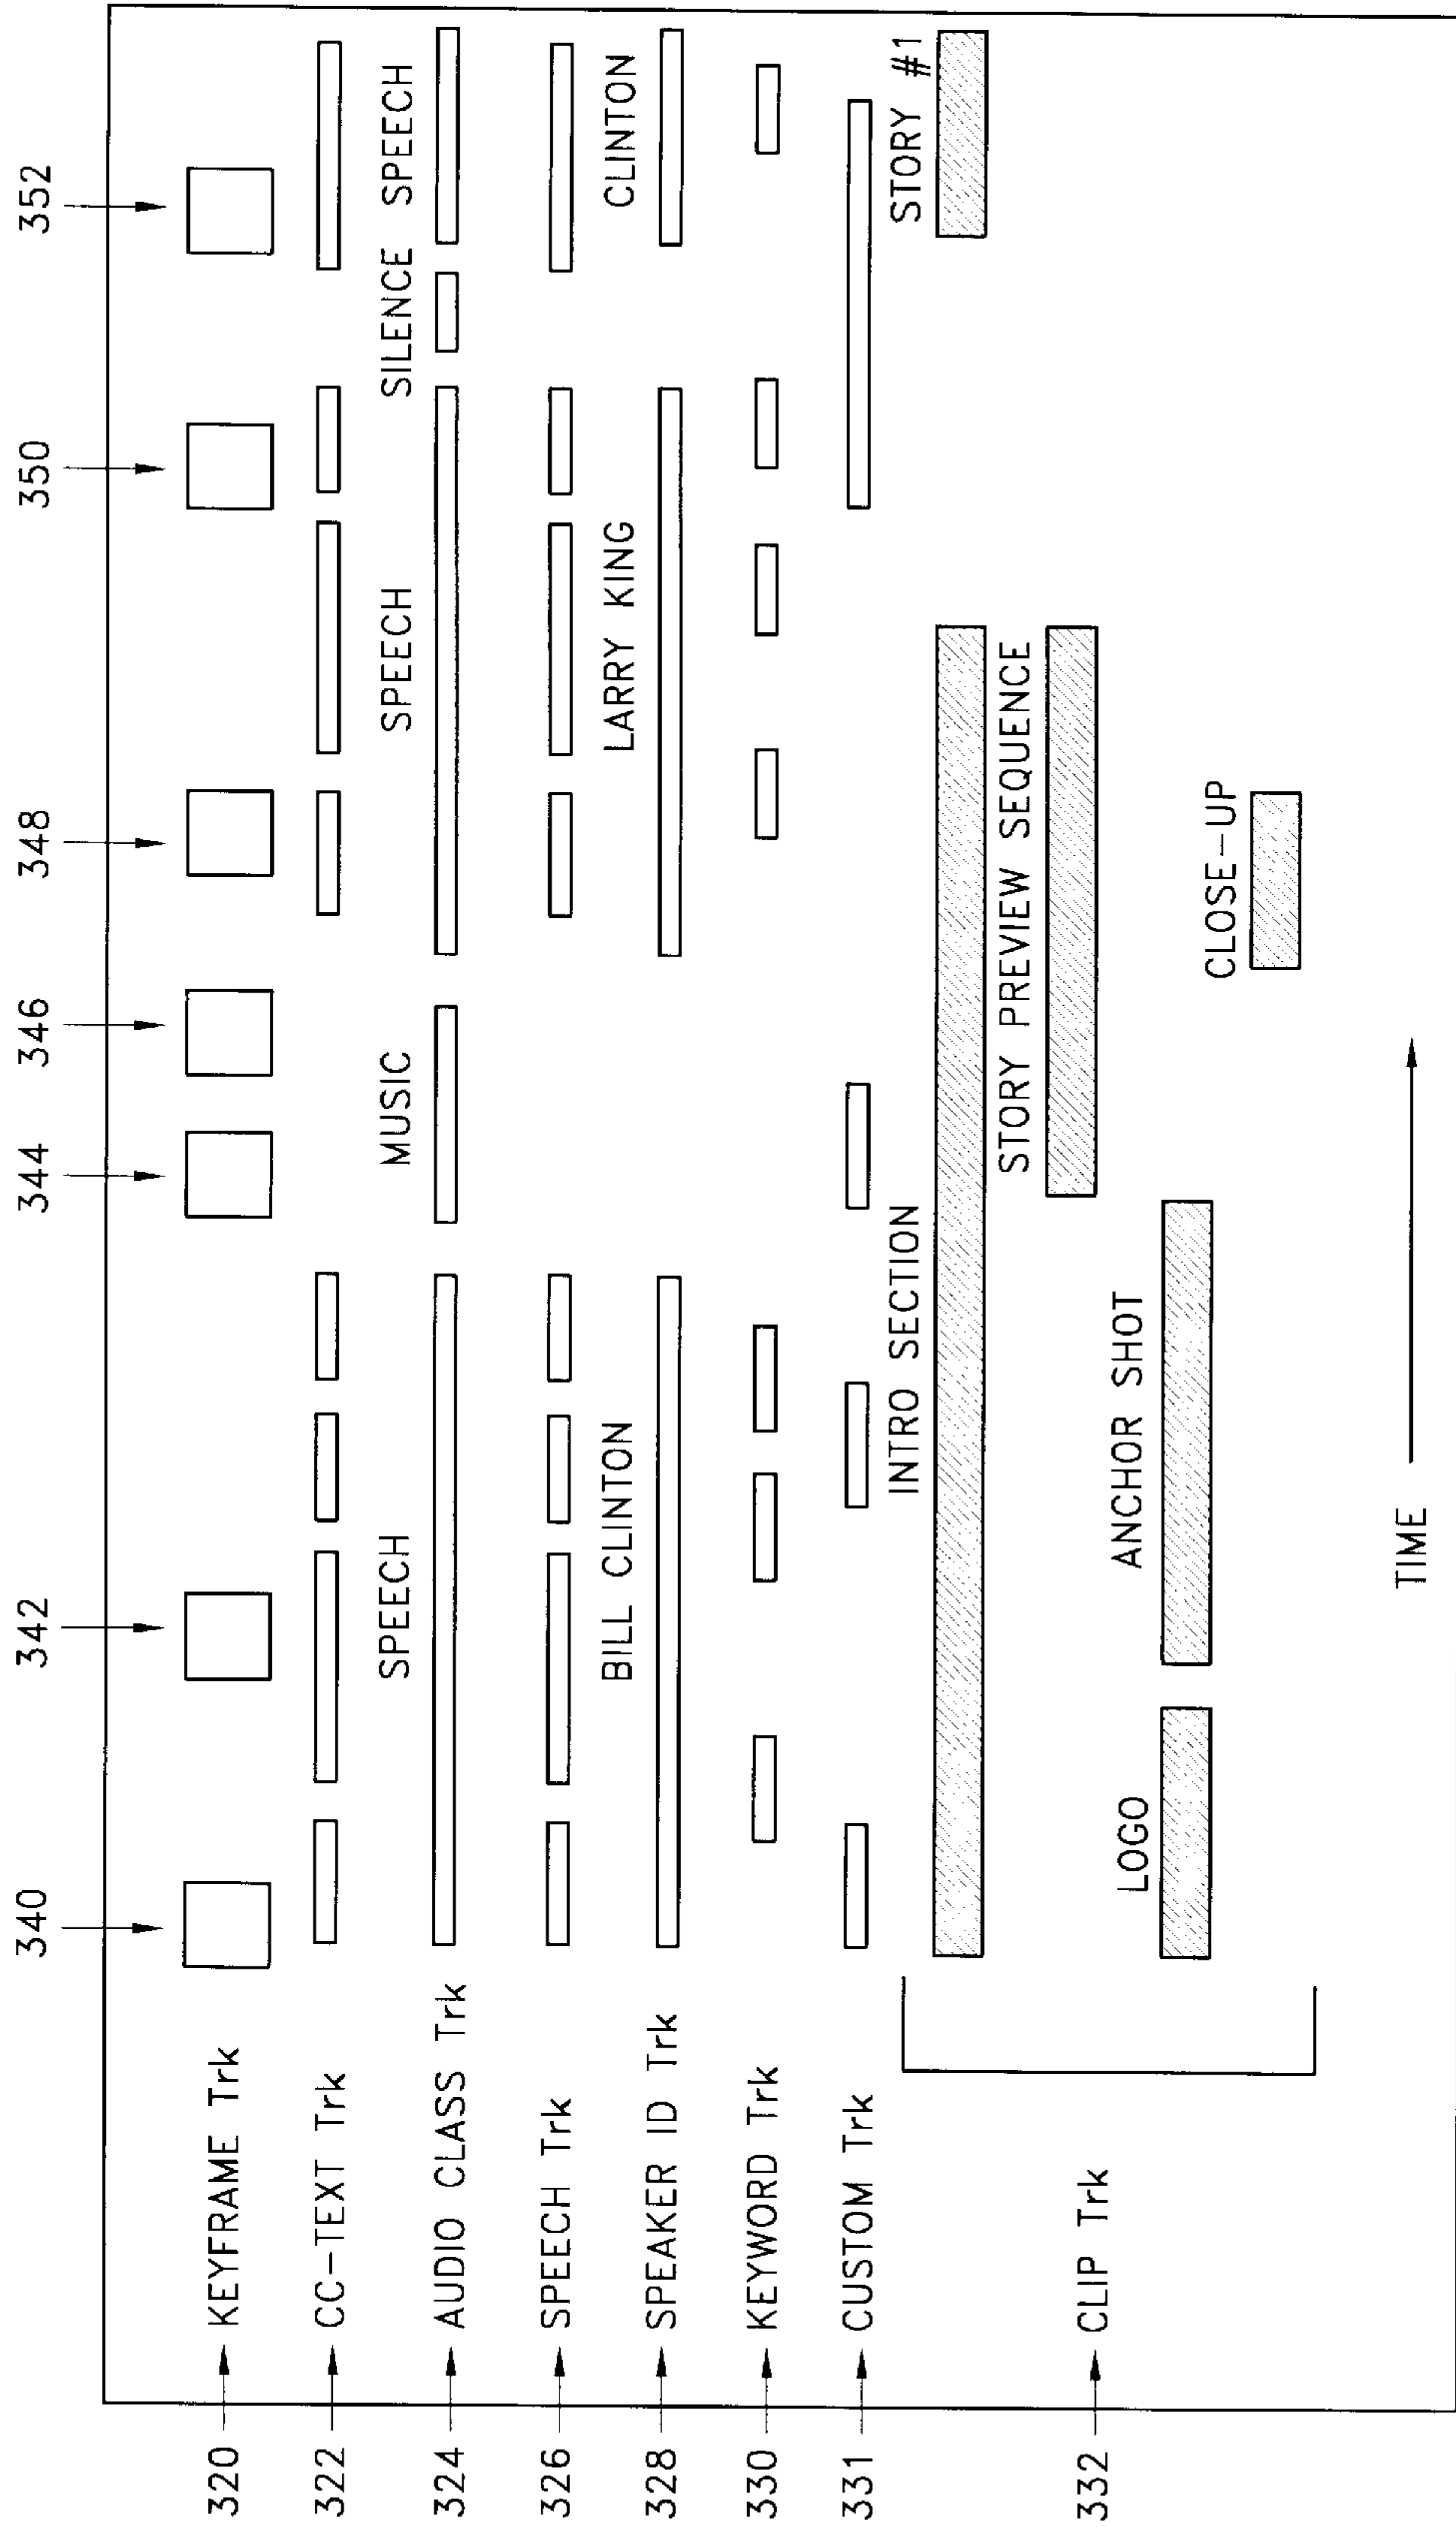 340
342
344
346
348
350
352
320
KEYFRAME Trk
322
CC-TEXT Trk
SPEECH
MUSIC
SPEECH
SILENCE
SPEECH
324
AUDIO CLASS Trk
326
SPEECH Trk
BILL CLINTON
LARRY KING
CLINTON
328
SPEAKER ID Trk
330
KEYWORD Trk
331
CUSTOM Trk
INTRO SECTION
STORY #1
STORY PREVIEW SEQUENCE
332
CLIP Trk
LOGO
ANCHOR SHOT
CLOSE-UP
TIME